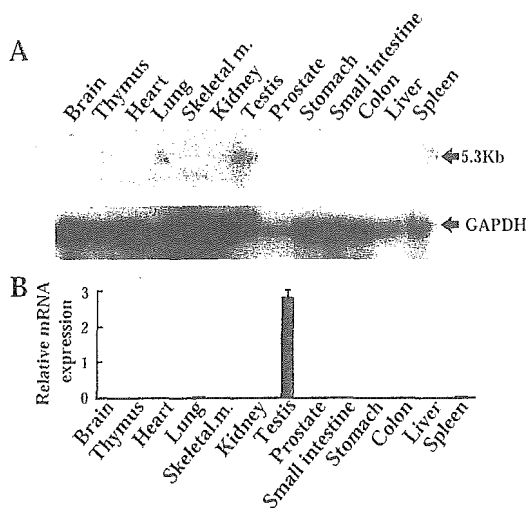 A
Brain
Thymus
Heart
Lung
Skeletal m.
Kidney
Testis
Prostate
Stomach
Small intestine
Colon
Liver
Spleen
5.3Kb
GAPDH
B
Relative mRNA
expression
3
2
1
0
Brain
Thymus
Heart
Lung
Skeletal.m.
Kidney
Testis
Prostate
Small intestine
Stomach
Colon
Liver
Spleen